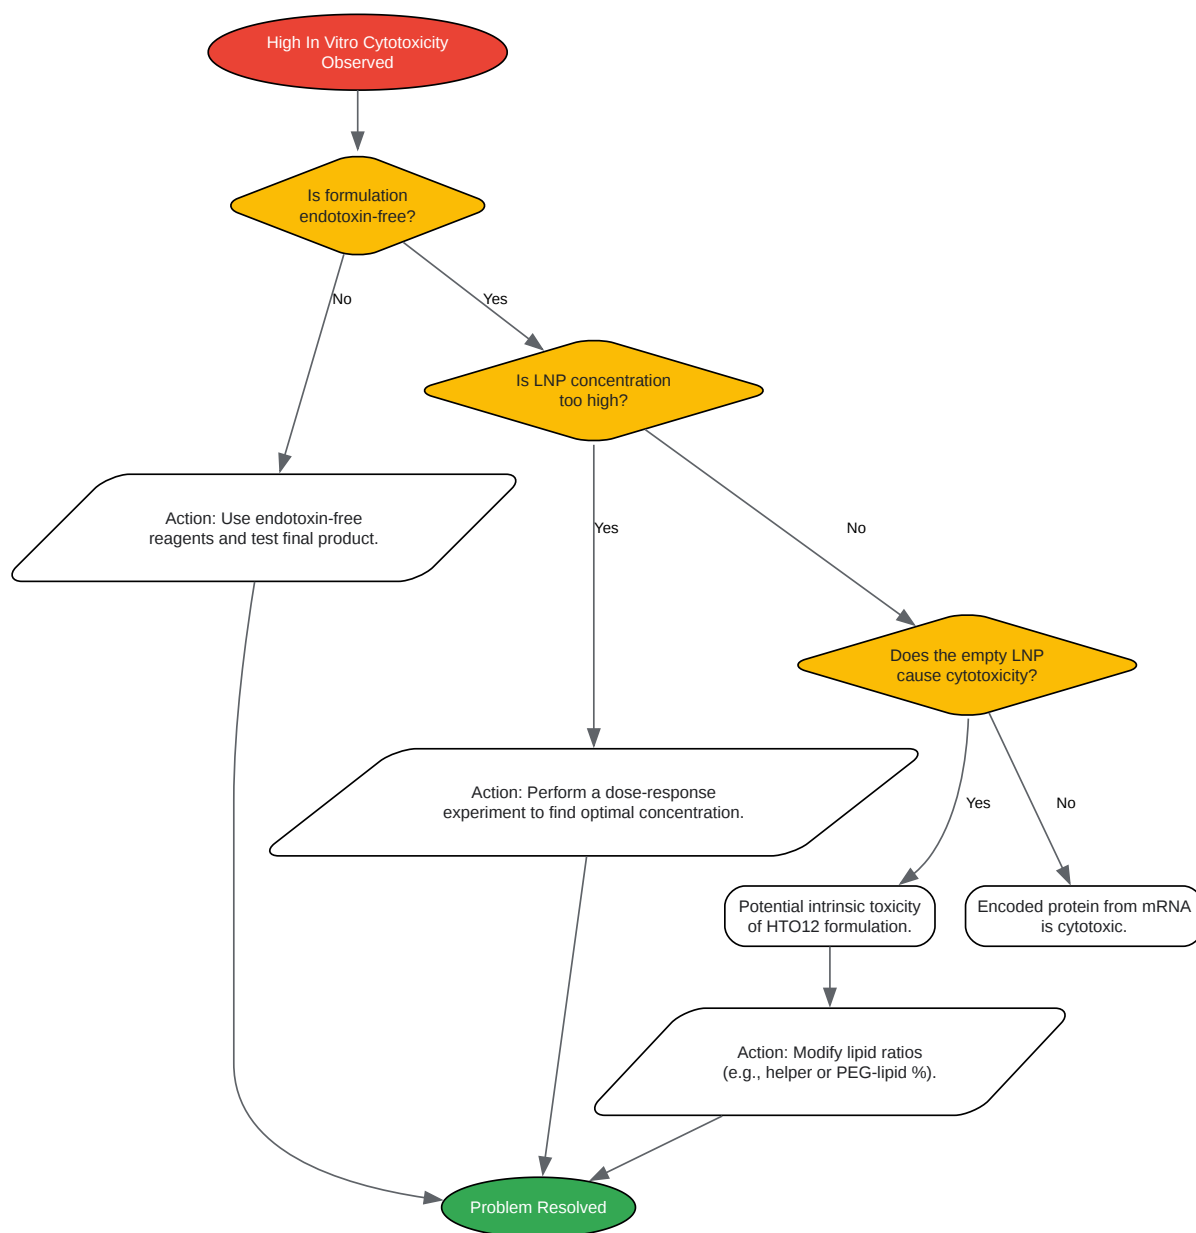 High In Vitro Cytotoxicity
Observed
Is formulation
endotoxin-free?
No
Yes
Is LNP concentration
too high?
Action: Use endotoxin-free
reagents and test final product.
Yes
No
Does the empty LNP
cause cytotoxicity?
Action: Perform a dose-response
experiment to find optimal concentration.
Yes
No
Potential intrinsic toxicity
of HTO12 formulation.
Encoded protein from mRNA
is cytotoxic.
Action: Modify lipid ratios
(e.g., helper or PEG-lipid %).
Problem Resolved